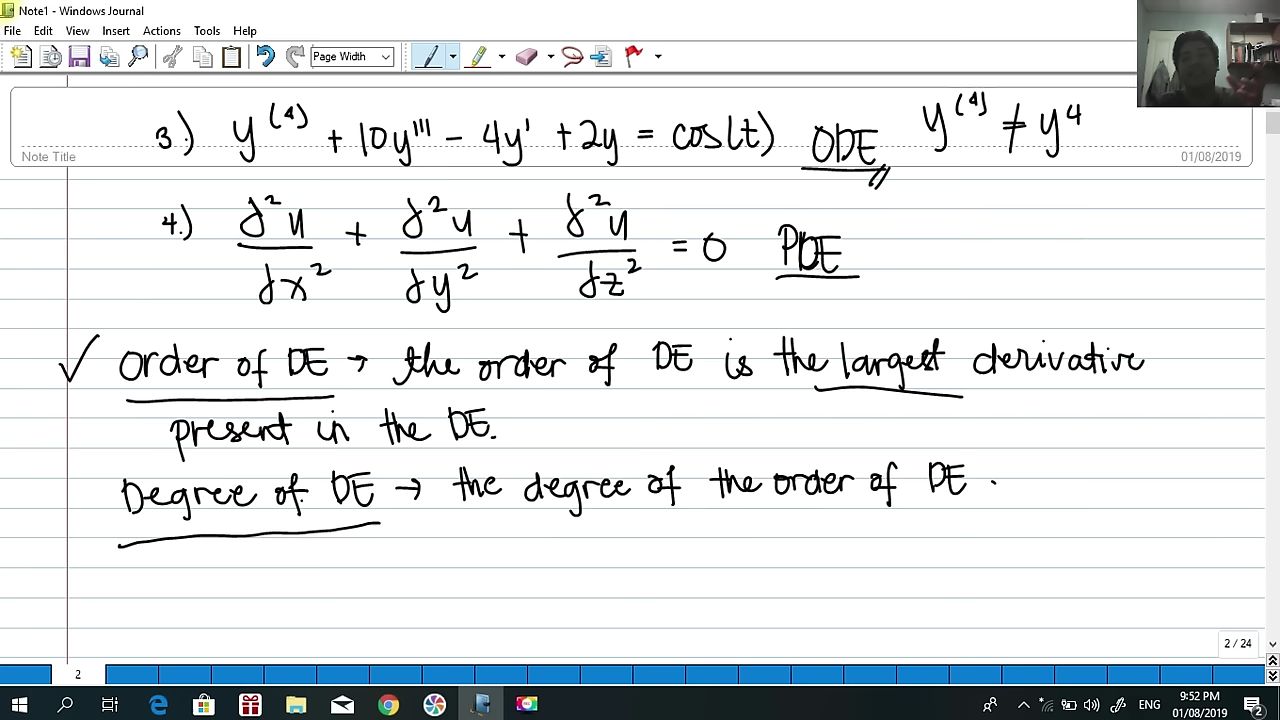 Note1 - Windows Journal
File Edit View Insert Actions Tools Help
Page Width
3.) y⁽⁴⁾ + 10y''' - 4y' + 2y = cos(t) ODE y⁽⁴⁾ ≠ y⁴
Note Title 01/08/2019
4.) ∂²u/∂x² + ∂²u/∂y² + ∂²u/∂z² = 0 PDE
✓ Order of DE → the order of DE is the largest derivative
present in the DE.
Degree of DE → the degree of the order of DE.
2 / 24
2
ENG 9:52 PM
01/08/2019 2